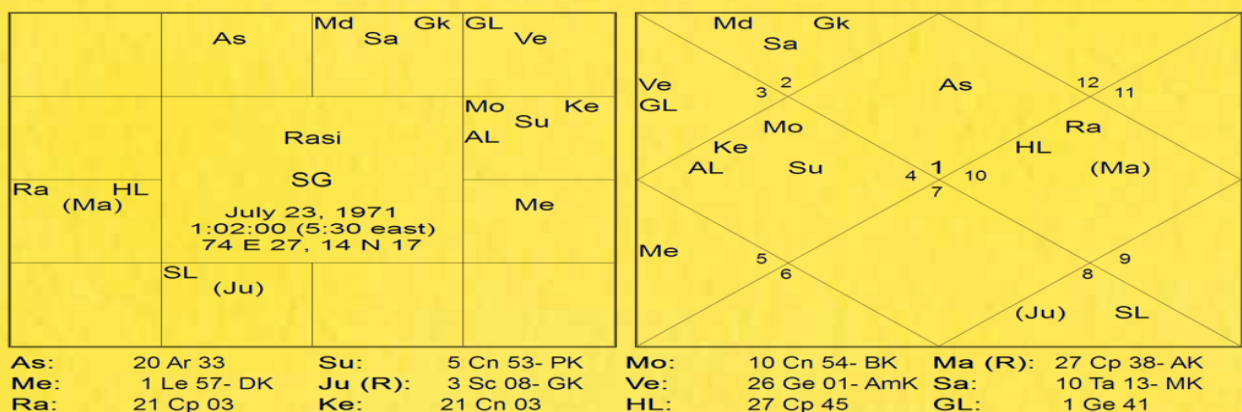 As
Md Gk
Sa
GL
Ve
Mo Ke
Su
AL
Rasi
SG
July 23, 1971
1:02:00 (5:30 east)
74 E 27, 14 N 17
Ra HL
(Ma)
Me
SL
(Ju)
Md Gk
Sa
2
3
Ve
GL
As
12
11
Mo
Ke
AL Su
Ra
HL
(Ma)
4 1 10
7
Me
5
6
9
8
(Ju) SL
As: 20 Ar 33 Su: 5 Cn 53- PK Mo: 10 Cn 54- BK Ma (R): 27 Cp 38- AK
Me: 1 Le 57- DK Ju (R): 3 Sc 08- GK Ve: 26 Ge 01- AmK Sa: 10 Ta 13- MK
Ra: 21 Cp 03 Ke: 21 Cn 03 HL: 27 Cp 45 GL: 1 Ge 41